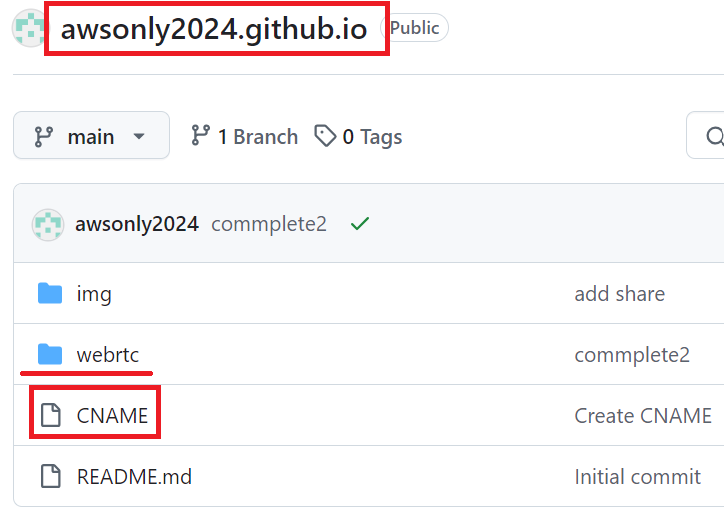 awsonly2024.github.io Public
main 1 Branch 0 Tags
awsonly2024 commplete2
img add share
webrtc commplete2
CNAME Create CNAME
README.md Initial commit